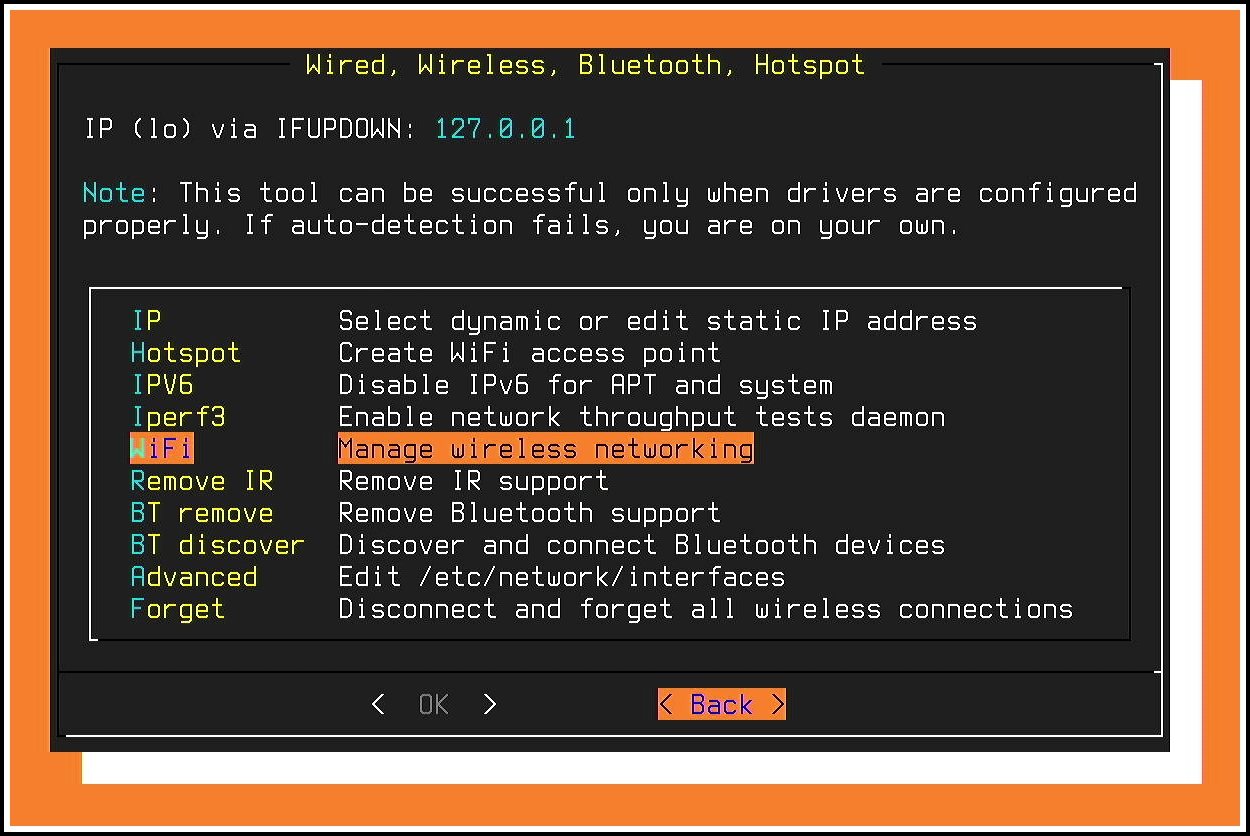 Wired, Wireless, Bluetooth, Hotspot
IP (lo) via IFUPDOWN: 127.0.0.1
Note: This tool can be successful only when drivers are configured
properly. If auto-detection fails, you are on your own.
IP Select dynamic or edit static IP address
Hotspot Create WiFi access point
IPV6 Disable IPv6 for APT and system
Iperf3 Enable network throughput tests daemon
WiFi Manage wireless networking
Remove IR Remove IR support
BT remove Remove Bluetooth support
BT discover Discover and connect Bluetooth devices
Advanced Edit /etc/network/interfaces
Forget Disconnect and forget all wireless connections
< OK > < Back >